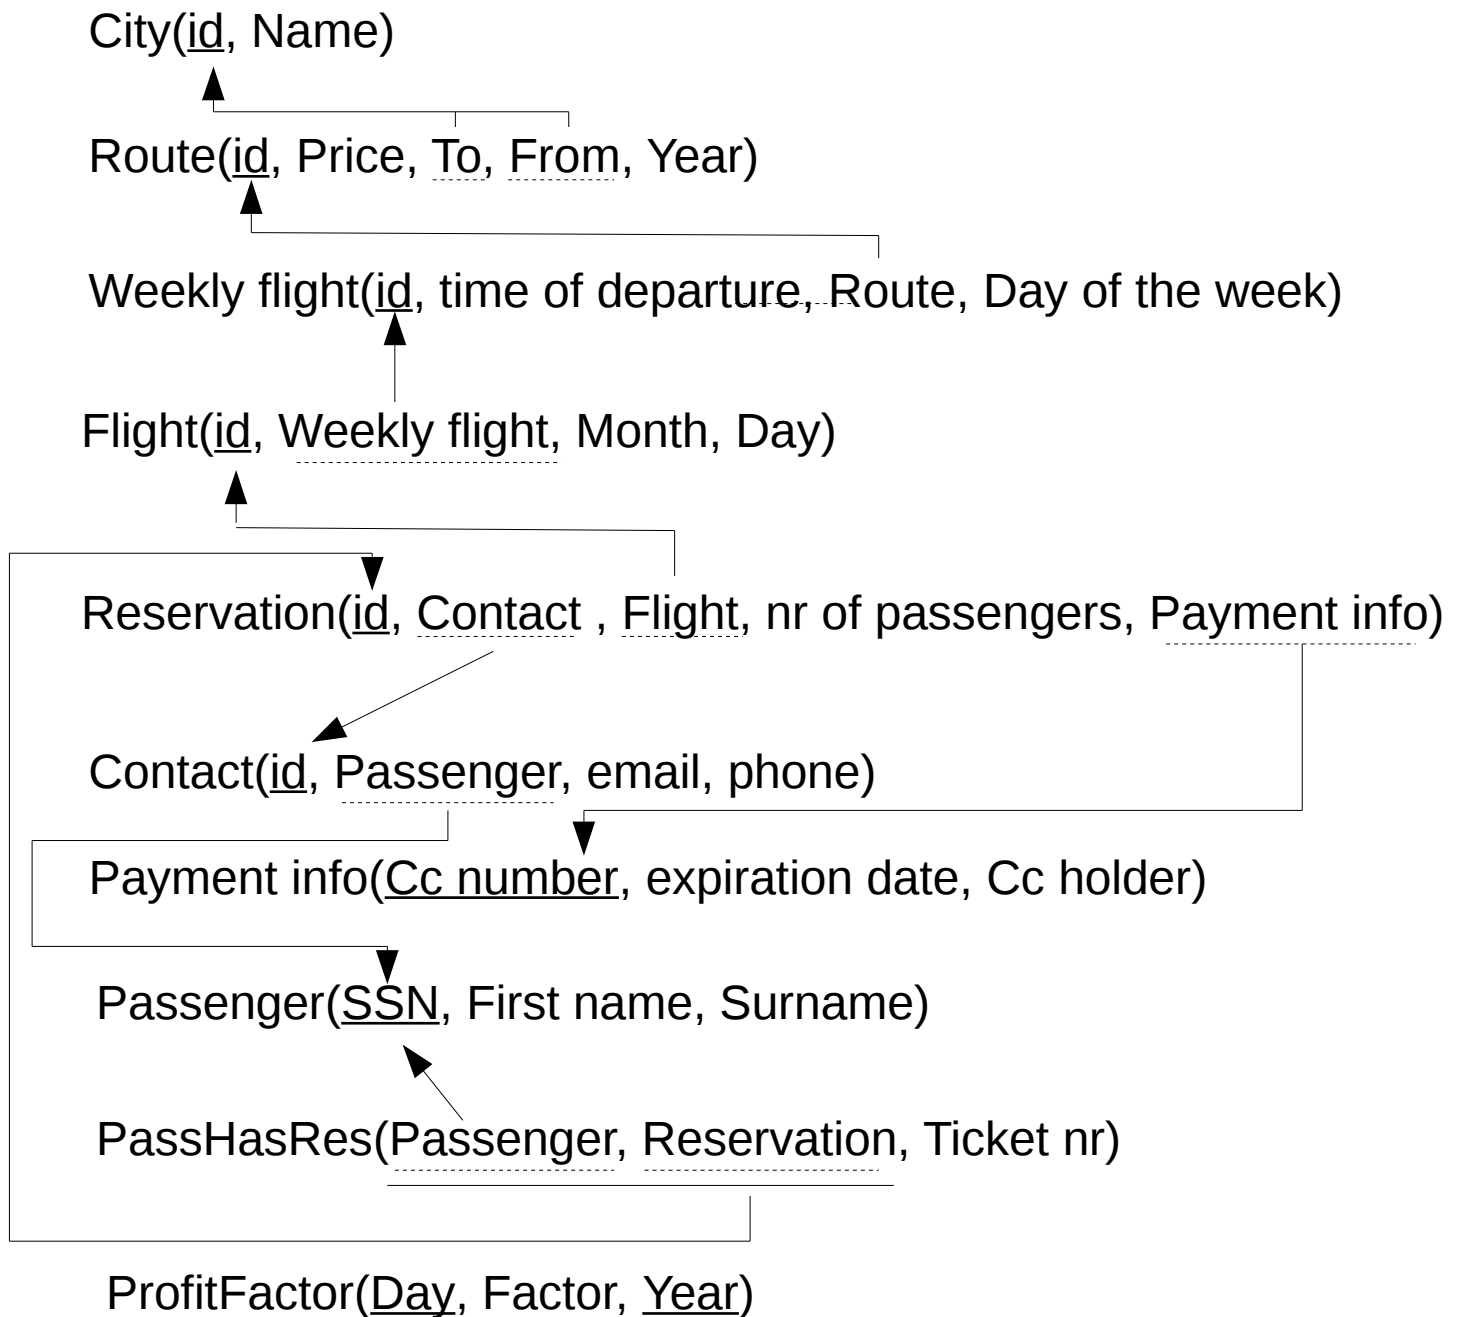 City(id, Name)
Route(id, Price, To, From, Year)
Weekly flight(id, time of departure, Route, Day of the week)
Flight(id, Weekly flight, Month, Day)
Reservation(id, Contact , Flight, nr of passengers, Payment info)
Contact(id, Passenger, email, phone)
Payment info(Cc number, expiration date, Cc holder)
Passenger(SSN, First name, Surname)
PassHasRes(Passenger, Reservation, Ticket nr)
ProfitFactor(Day, Factor, Year)